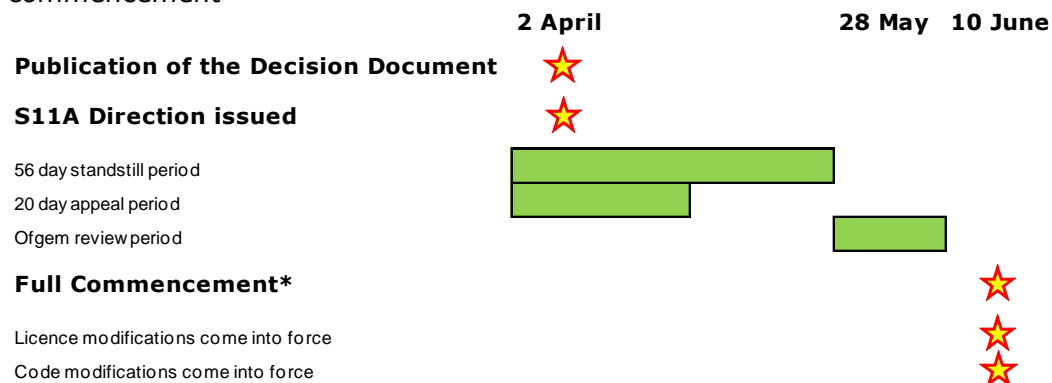 commencement
2 April 28 May 10 June
Publication of the Decision Document
S11A Direction issued
56 day standstill period
20 day appeal period
Ofgem review period
Full Commencement*
Licence modifications come into force
Code modifications come into force